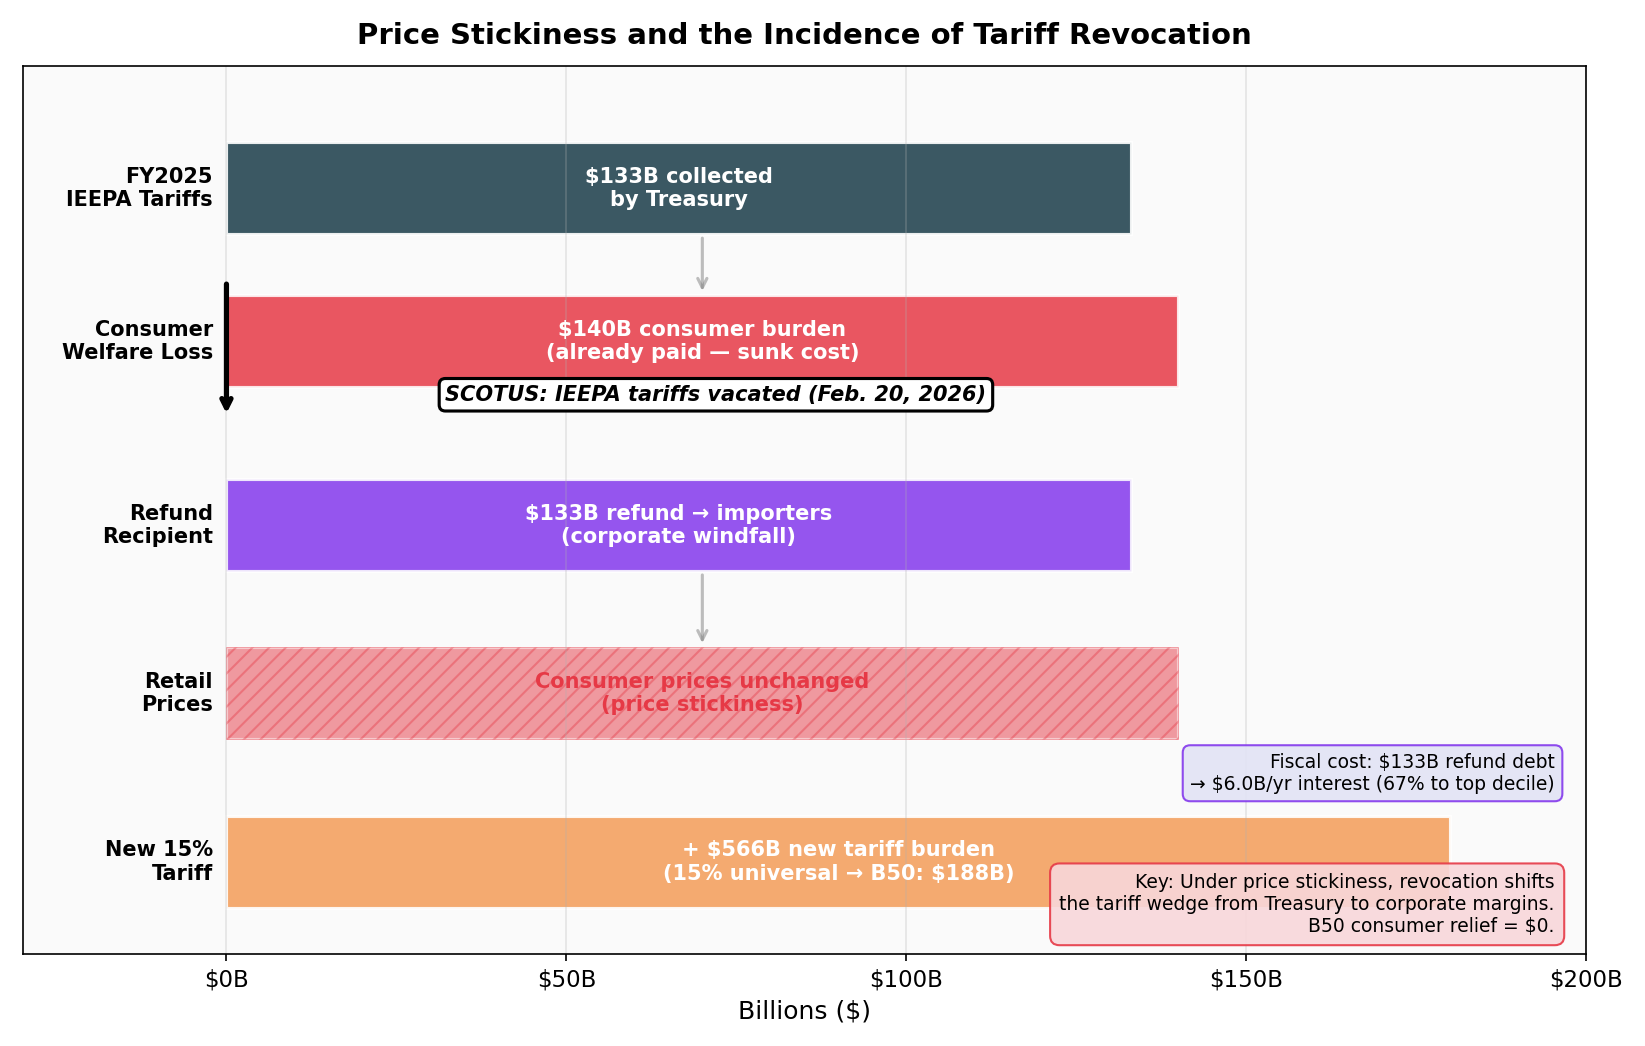 Price Stickiness and the Incidence of Tariff Revocation
FY2025
IEEPA Tariffs
$133B collected
by Treasury
Consumer
Welfare Loss
$140B consumer burden
(already paid — sunk cost)
SCOTUS: IEEPA tariffs vacated (Feb. 20, 2026)
Refund
Recipient
$133B refund → importers
(corporate windfall)
Retail
Prices
Consumer prices unchanged
(price stickiness)
Fiscal cost: $133B refund debt
→ $6.0B/yr interest (67% to top decile)
New 15%
Tariff
+ $566B new tariff burden
(15% universal → B50: $188B)
Key: Under price stickiness, revocation shifts
the tariff wedge from Treasury to corporate margins.
B50 consumer relief = $0.
$0B
$50B
$100B
$150B
$200B
Billions ($)